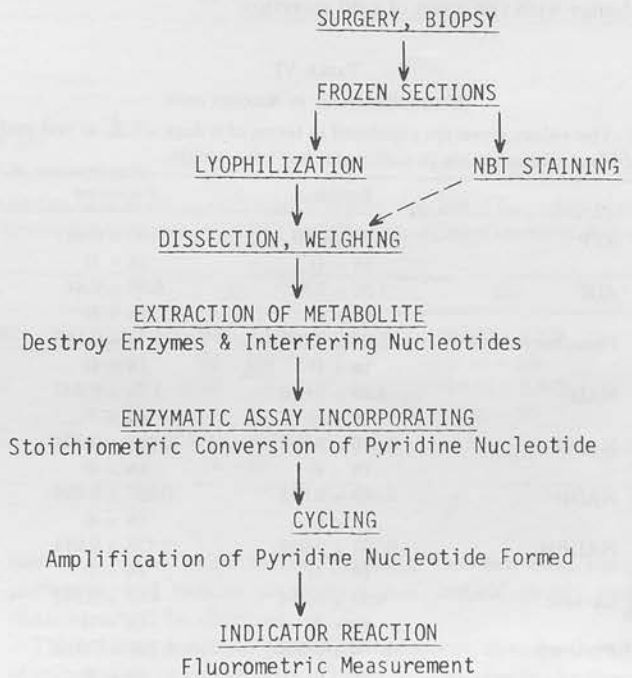 SURGERY, BIOPSY
FROZEN SECTIONS
LYOPHILIZATION
NBT STAINING
DISSECTION, WEIGHING
EXTRACTION OF METABOLITE
Destroy Enzymes & Interfering Nucleotides
ENZYMATIC ASSAY INCORPORATING
Stoichiometric Conversion of Pyridine Nucleotide
CYCLING
Amplification of Pyridine Nucleotide Formed
INDICATOR REACTION
Fluorometric Measurement